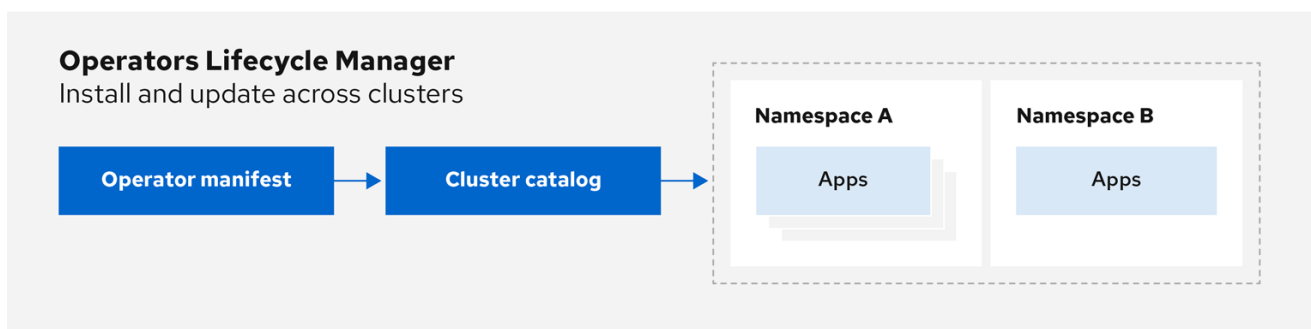 Operators Lifecycle Manager
Install and update across clusters
Operator manifest
Cluster catalog
Namespace A
Apps
Namespace B
Apps